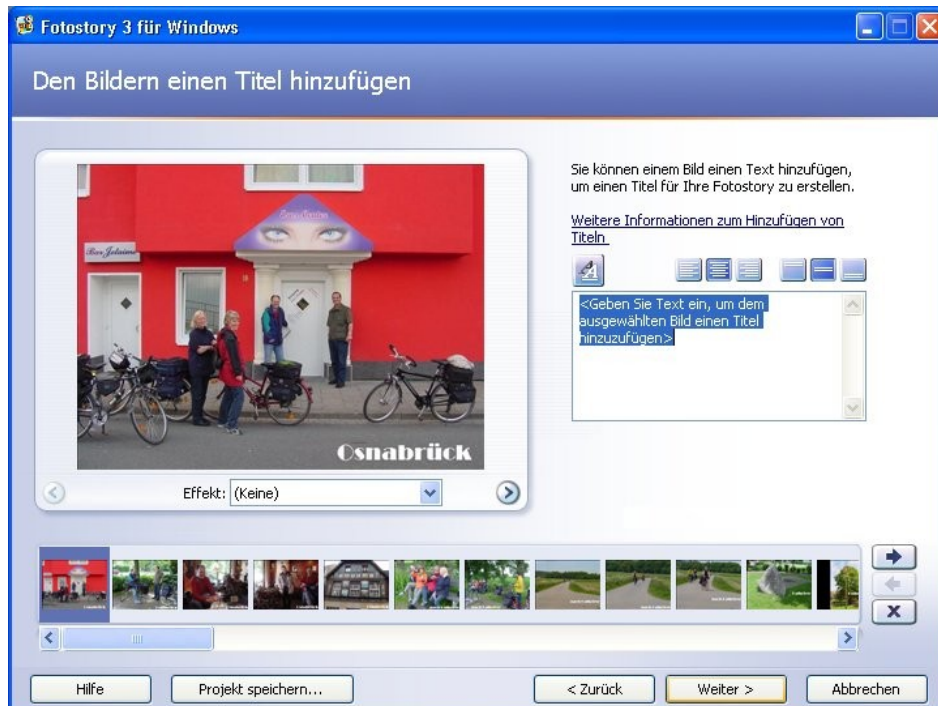 Fotostory 3 für Windows
Den Bildern einen Titel hinzufügen
Sie können einem Bild einen Text hinzufügen,
um einen Titel für Ihre Fotostory zu erstellen.
Weitere Informationen zum Hinzufügen von
Titeln
<Geben Sie Text ein, um dem
ausgewählten Bild einen Titel
hinzuzufügen>
Osnabrück
Effekt: (Keine)
Hilfe
Projekt speichern...
< Zurück
Weiter >
Abbrechen